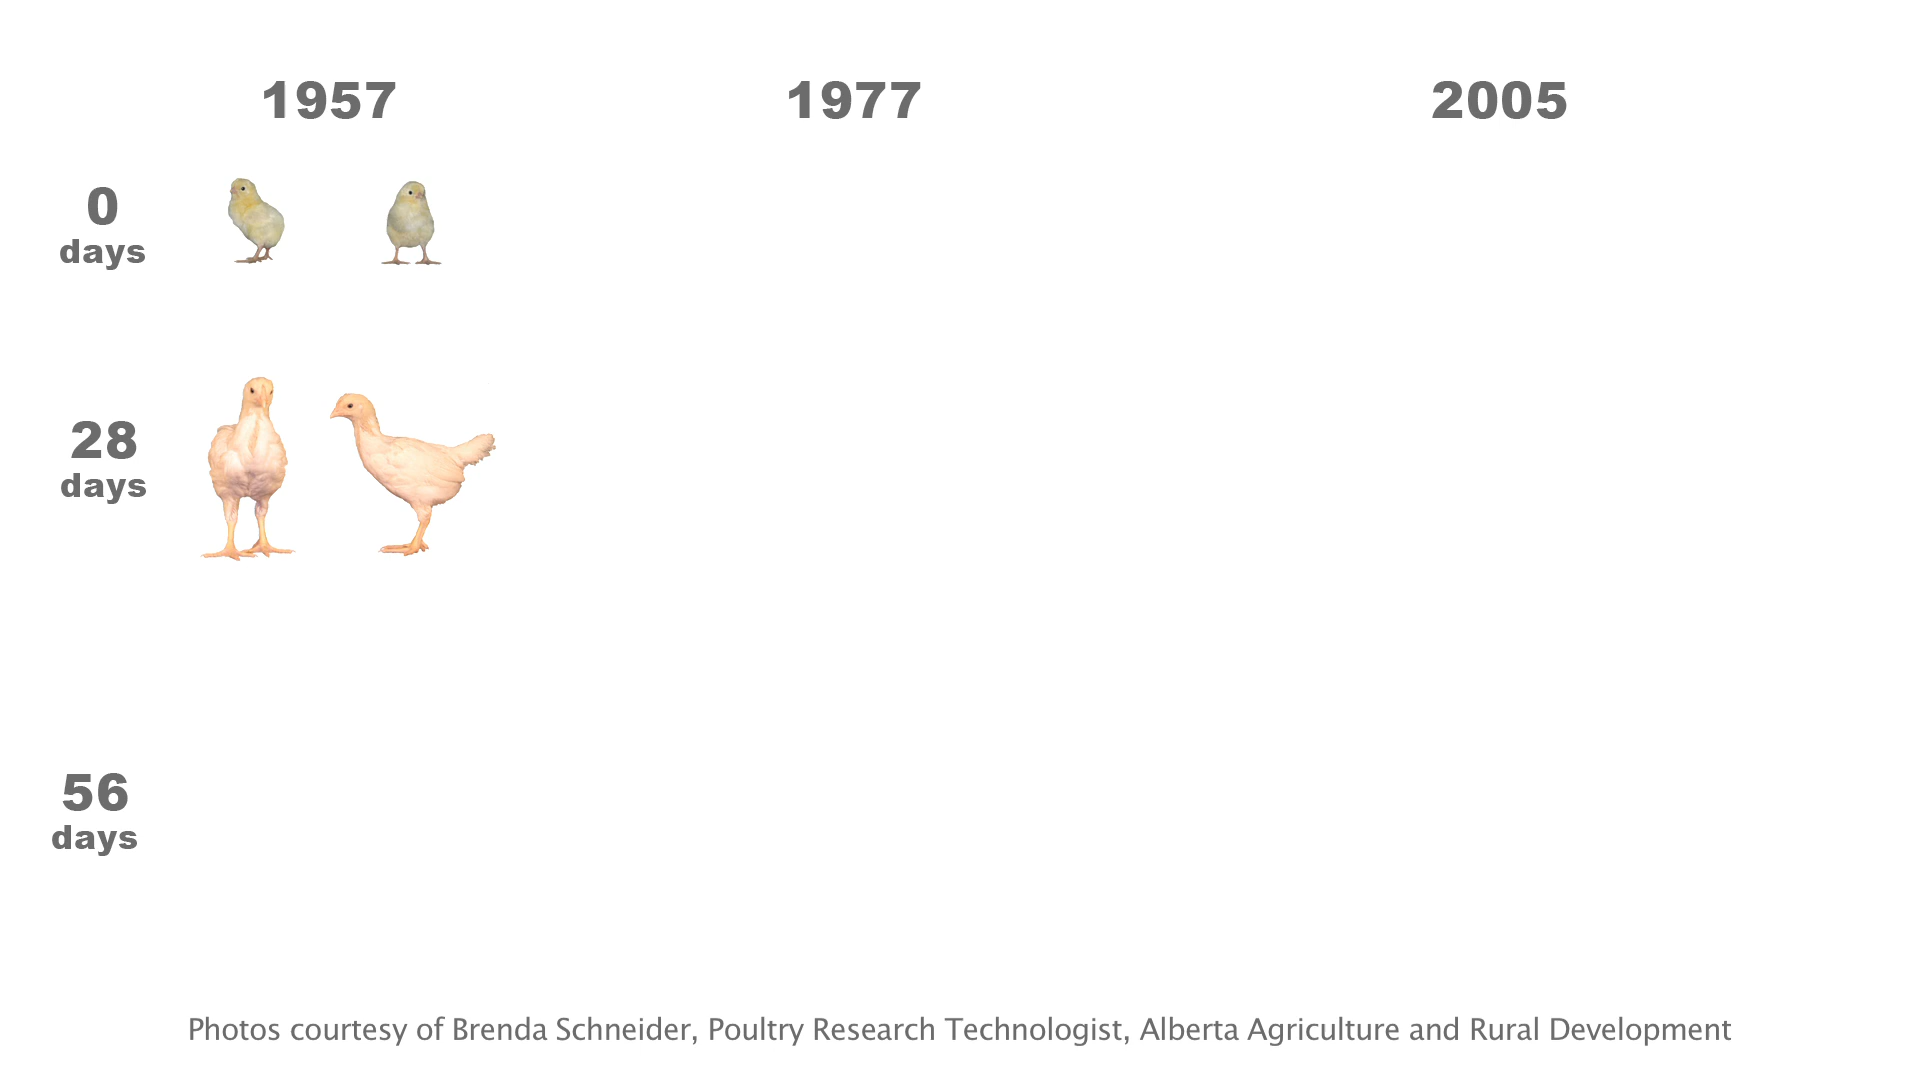 1957
1977
2005
0
days
28
days
56
days
Photos courtesy of Brenda Schneider, Poultry Research Technologist, Alberta Agriculture and Rural Development